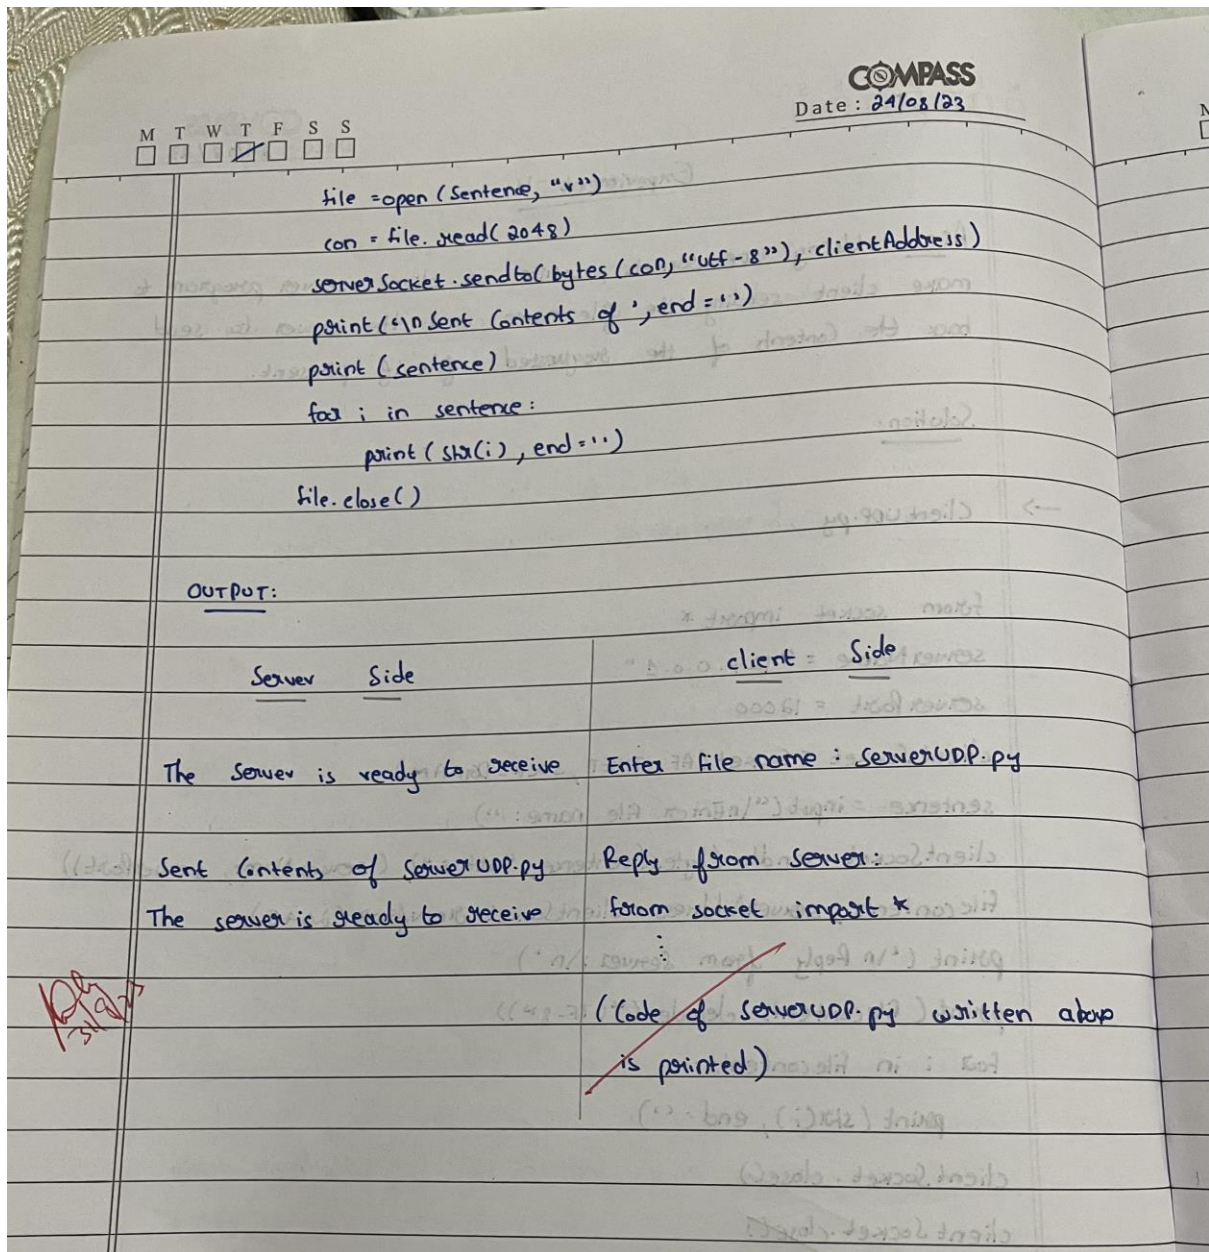 COMPASS
Date : 24/08/23
M T W T F S S
file =open (Sentence, "r")
con = file. read( 2048)
serverSocket.sendto( bytes (con, "utf-8"), clientAddress)
print ('\n Sent Contents of ', end = '')
print (sentence)
for i in sentence:
print ( str(i) , end = '')
file.close()
OUTPUT:
Server Side
client Side
The Server is ready to receive
Enter file name : serverUDP.py
Sent Contents of ServerUDP.py
Reply from Server:
The server is ready to receive
from socket import *
(Code of ServerUDP.py written above
is printed)
31/8/23